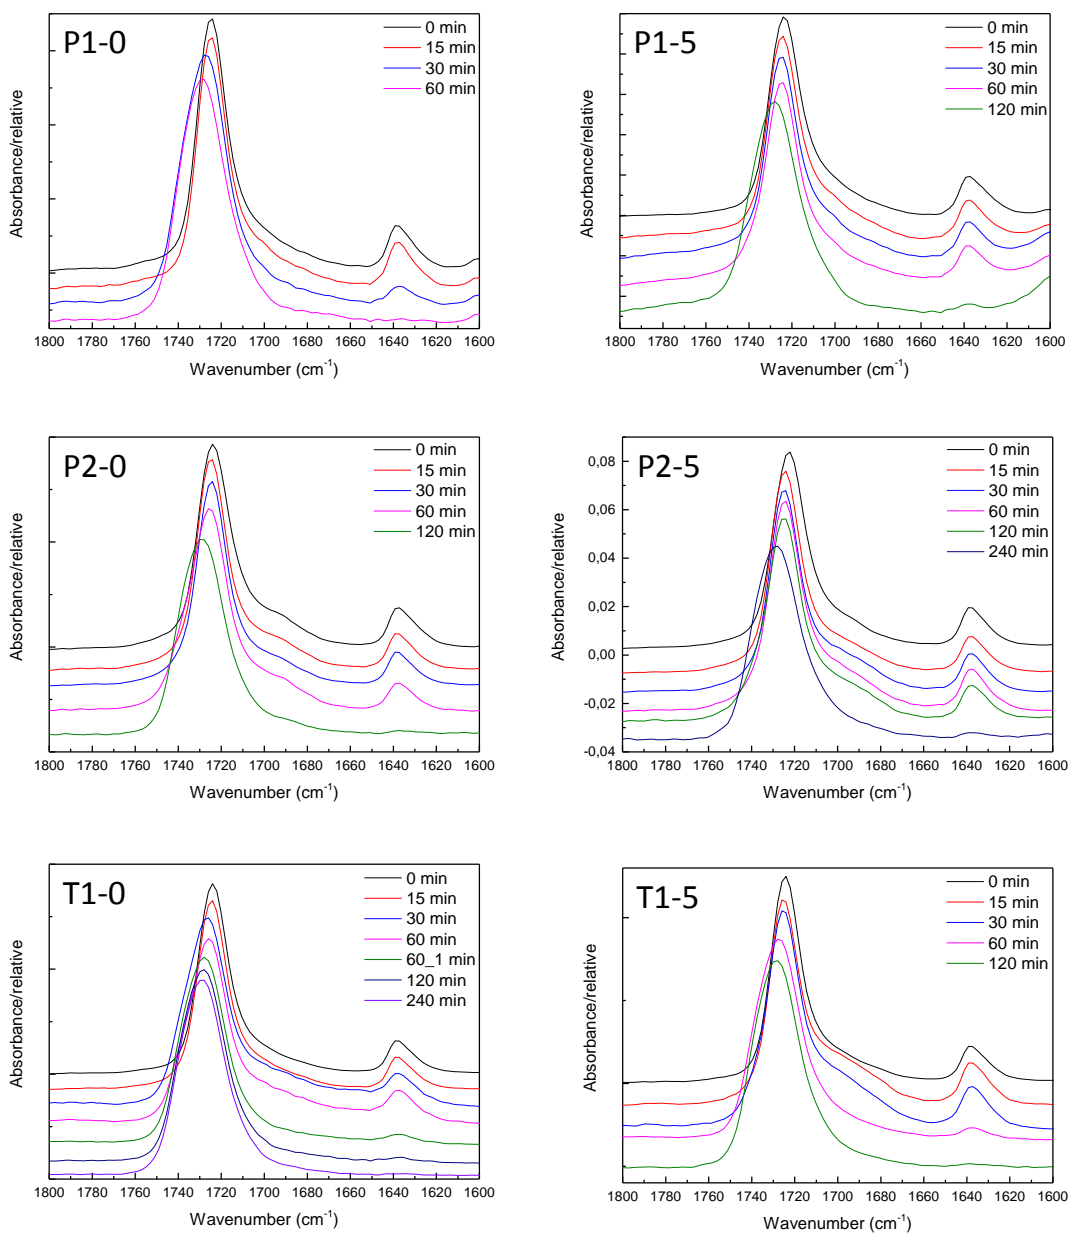 P1-0
0 min
15 min
30 min
60 min
Absorbance/relative
1800 1780 1760 1740 1720 1700 1680 1660 1640 1620 1600
Wavenumber (cm-1)
P1-5
0 min
15 min
30 min
60 min
120 min
Absorbance/relative
1800 1780 1760 1740 1720 1700 1680 1660 1640 1620 1600
Wavenumber (cm-1)
P2-0
0 min
15 min
30 min
60 min
120 min
Absorbance/relative
1800 1780 1760 1740 1720 1700 1680 1660 1640 1620 1600
Wavenumber (cm-1)
P2-5
0 min
15 min
30 min
60 min
120 min
240 min
0,08
0,06
0,04
0,02
0,00
-0,02
-0,04
Absorbance/relative
1800 1780 1760 1740 1720 1700 1680 1660 1640 1620 1600
Wavenumber (cm-1)
T1-0
0 min
15 min
30 min
60 min
60_1 min
120 min
240 min
Absorbance/relative
1800 1780 1760 1740 1720 1700 1680 1660 1640 1620 1600
Wavenumber (cm-1)
T1-5
0 min
15 min
30 min
60 min
120 min
Absorbance/relative
1800 1780 1760 1740 1720 1700 1680 1660 1640 1620 1600
Wavenumber (cm-1)